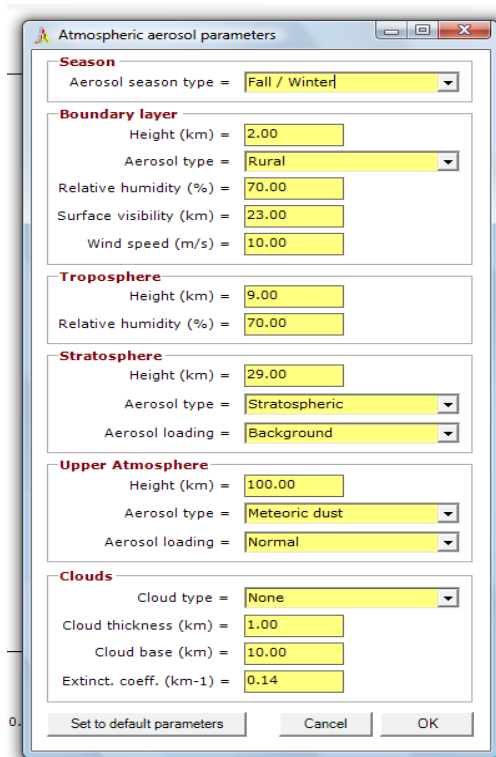 Atmospheric aerosol parameters
Season
Aerosol season type = Fall / Winter
Boundary layer
Height (km) = 2.00
Aerosol type = Rural
Relative humidity (%) = 70.00
Surface visibility (km) = 23.00
Wind speed (m/s) = 10.00
Troposphere
Height (km) = 9.00
Relative humidity (%) = 70.00
Stratosphere
Height (km) = 29.00
Aerosol type = Stratospheric
Aerosol loading = Background
Upper Atmosphere
Height (km) = 100.00
Aerosol type = Meteoric dust
Aerosol loading = Normal
Clouds
Cloud type = None
Cloud thickness (km) = 1.00
Cloud base (km) = 10.00
Extinct. coeff. (km-1) = 0.14
0.
Set to default parameters Cancel OK